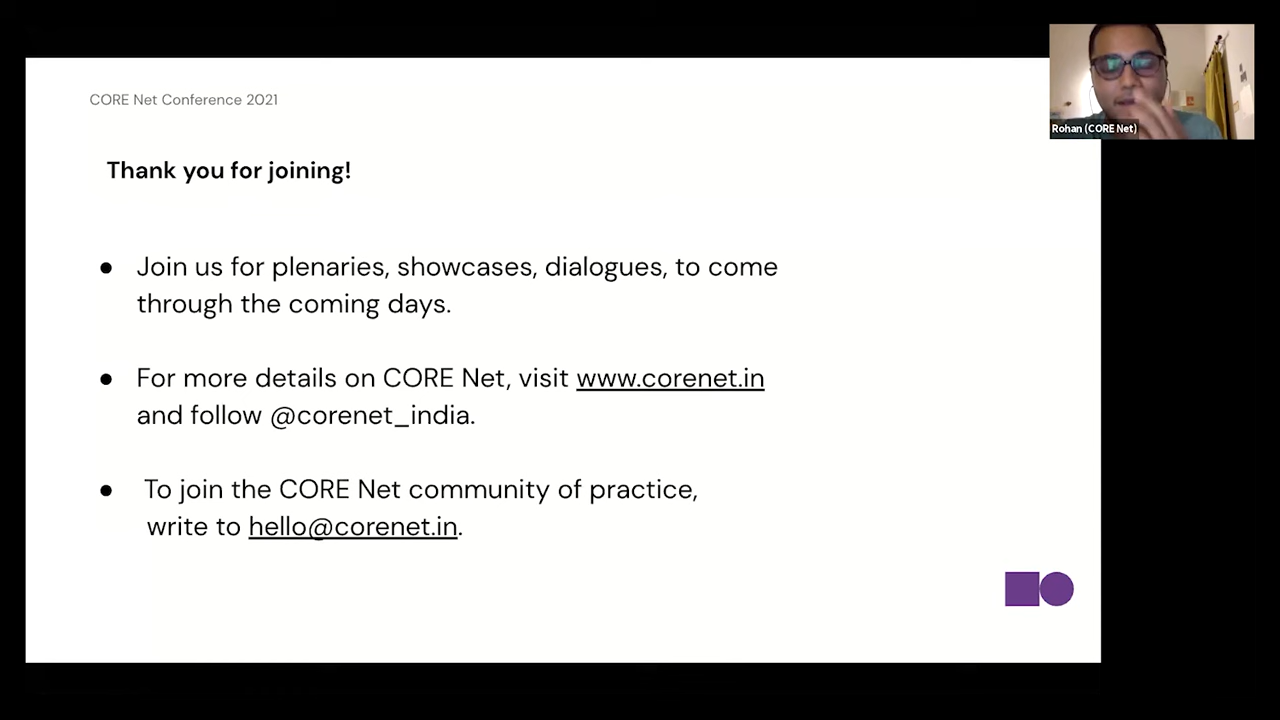 CORE Net Conference 2021
Rohan (CORE Net)
Thank you for joining!
● Join us for plenaries, showcases, dialogues, to come
through the coming days.
● For more details on CORE Net, visit www.corenet.in
and follow @corenet_india.
● To join the CORE Net community of practice,
write to hello@corenet.in.